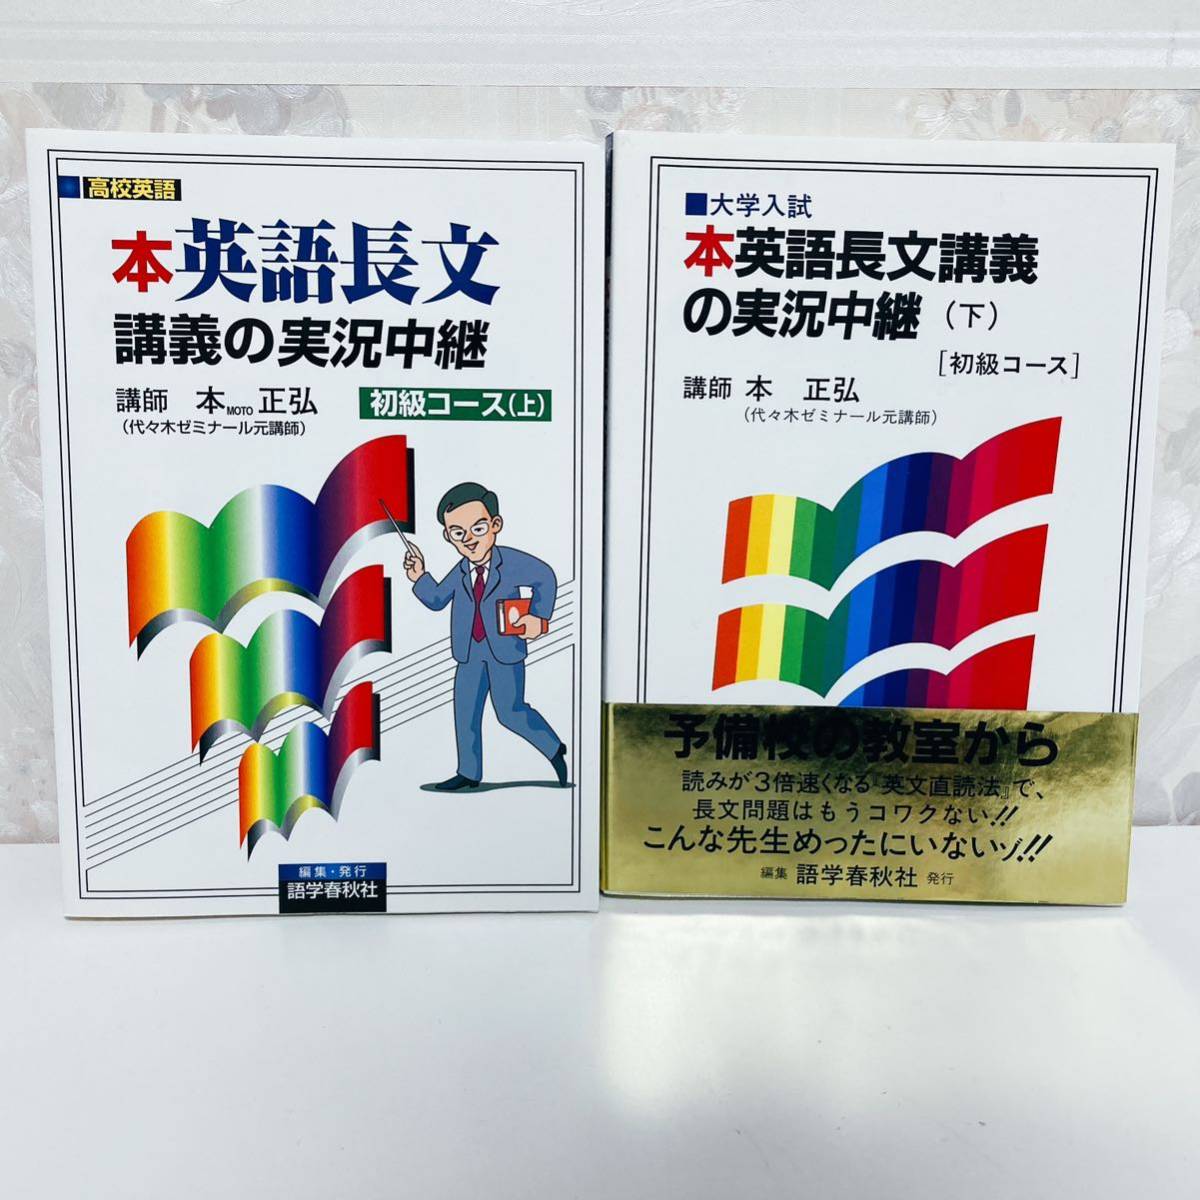 ■高校英語
本英語長文
講義の実況中継
講師 本MOTO正弘
(代々木ゼミナール元講師)
初級コース(上)
編集・発行
語学春秋社
■大学入試
本英語長文講義
の実況中継(下)
[初級コース]
講師 本 正弘
(代々木ゼミナール元講師)
予備校の教室から
読みが3倍速くなる『英文直読法』で、
長文問題はもうコワクない!!
こんな先生めったにいないゾ!!
編集 語学春秋社 発行